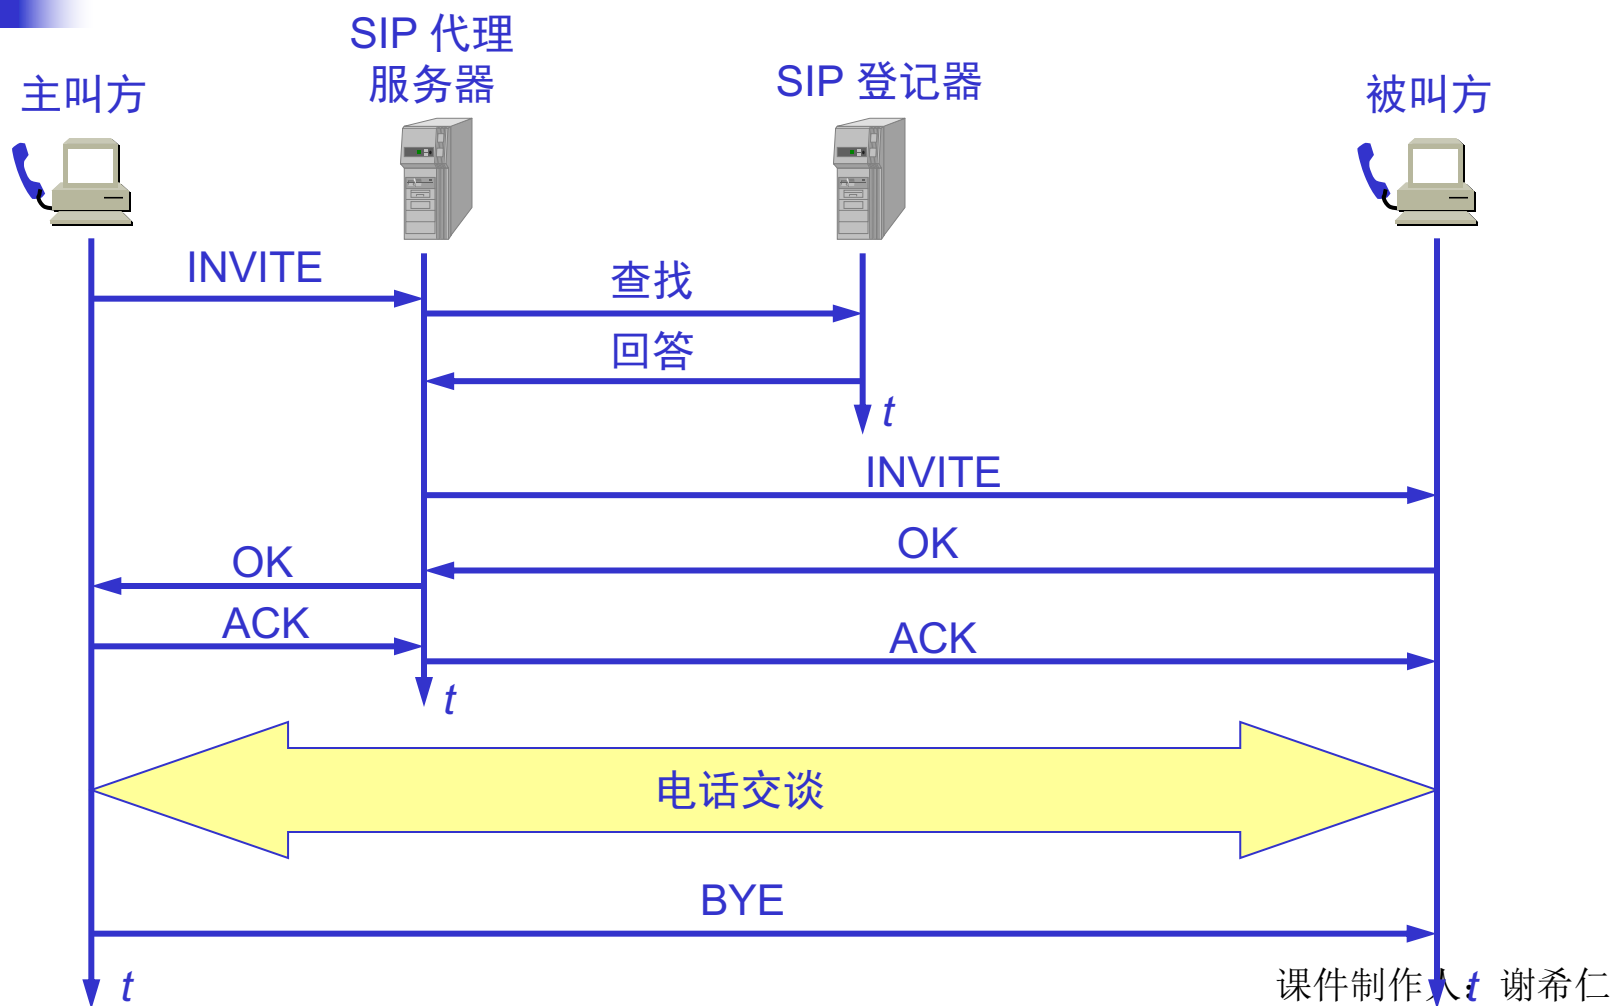 SIP 代理
服务器
主叫方
SIP 登记器
被叫方
INVITE
查找
回答
t
INVITE
OK
OK
ACK
ACK
t
电话交谈
BYE
t
t
课件制作人：谢希仁